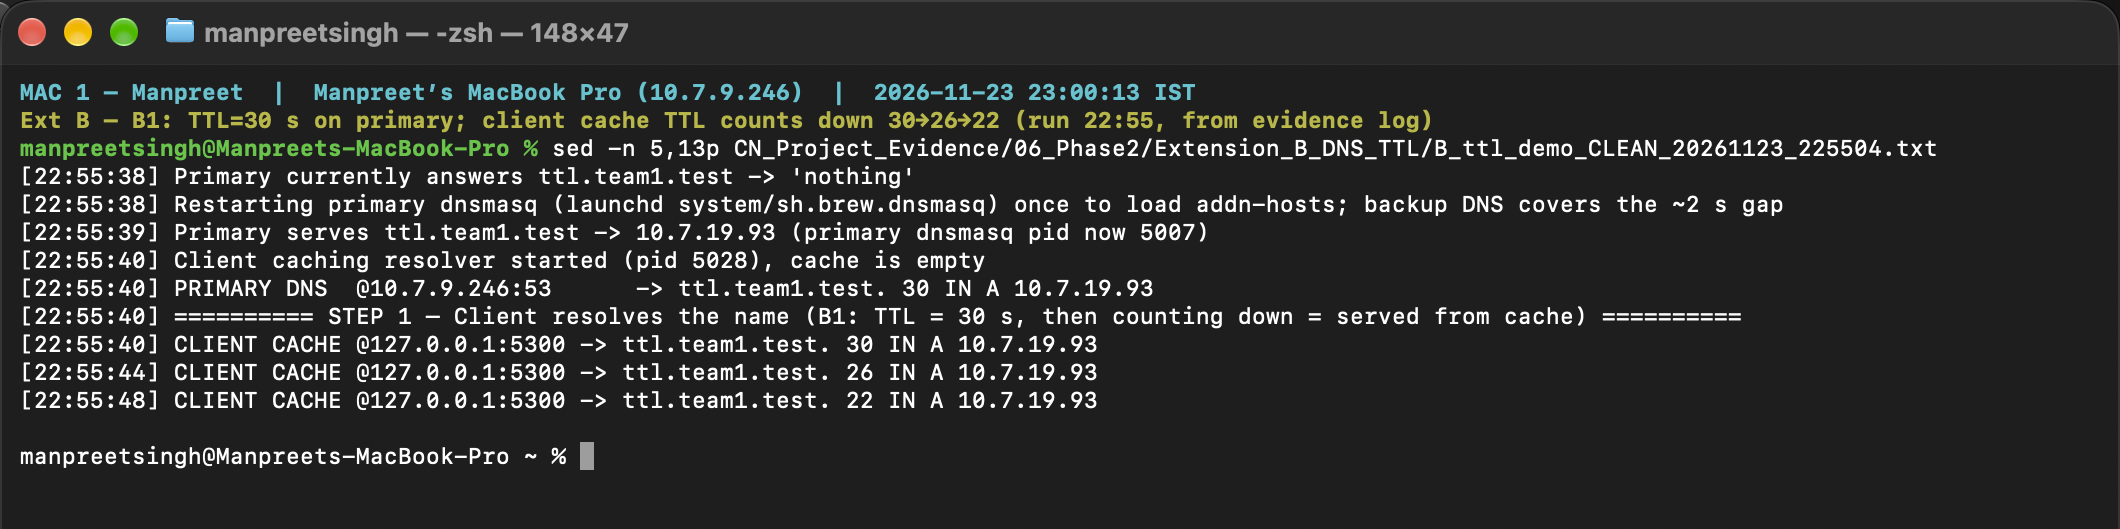 manpreetsingh — -zsh — 148×47
MAC 1 — Manpreet | Manpreet’s MacBook Pro (10.7.9.246) | 2026-11-23 23:00:13 IST
Ext B — B1: TTL=30 s on primary; client cache TTL counts down 30→26→22 (run 22:55, from evidence log)
manpreetsingh@Manpreets-MacBook-Pro % sed -n 5,13p CN_Project_Evidence/06_Phase2/Extension_B_DNS_TTL/B_ttl_demo_CLEAN_20261123_225504.txt
[22:55:38] Primary currently answers ttl.team1.test -> 'nothing'
[22:55:38] Restarting primary dnsmasq (launchd system/sh.brew.dnsmasq) once to load addn-hosts; backup DNS covers the ~2 s gap
[22:55:39] Primary serves ttl.team1.test -> 10.7.19.93 (primary dnsmasq pid now 5007)
[22:55:40] Client caching resolver started (pid 5028), cache is empty
[22:55:40] PRIMARY DNS  @10.7.9.246:53      -> ttl.team1.test. 30 IN A 10.7.19.93
[22:55:40] ========== STEP 1 — Client resolves the name (B1: TTL = 30 s, then counting down = served from cache) ==========
[22:55:40] CLIENT CACHE @127.0.0.1:5300 -> ttl.team1.test. 30 IN A 10.7.19.93
[22:55:44] CLIENT CACHE @127.0.0.1:5300 -> ttl.team1.test. 26 IN A 10.7.19.93
[22:55:48] CLIENT CACHE @127.0.0.1:5300 -> ttl.team1.test. 22 IN A 10.7.19.93
manpreetsingh@Manpreets-MacBook-Pro ~ %